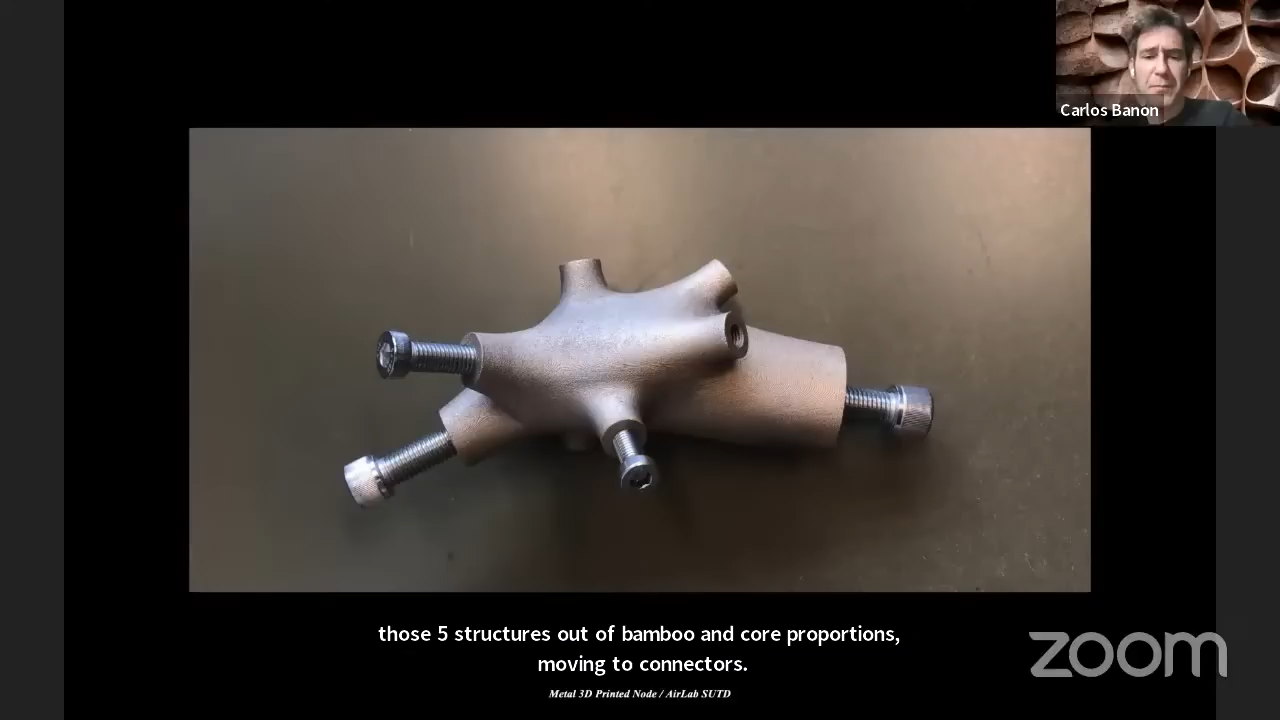 Carlos Banon
those 5 structures out of bamboo and core proportions,
moving to connectors.
zoom
Metal 3D Printed Node / AirLab SUTD